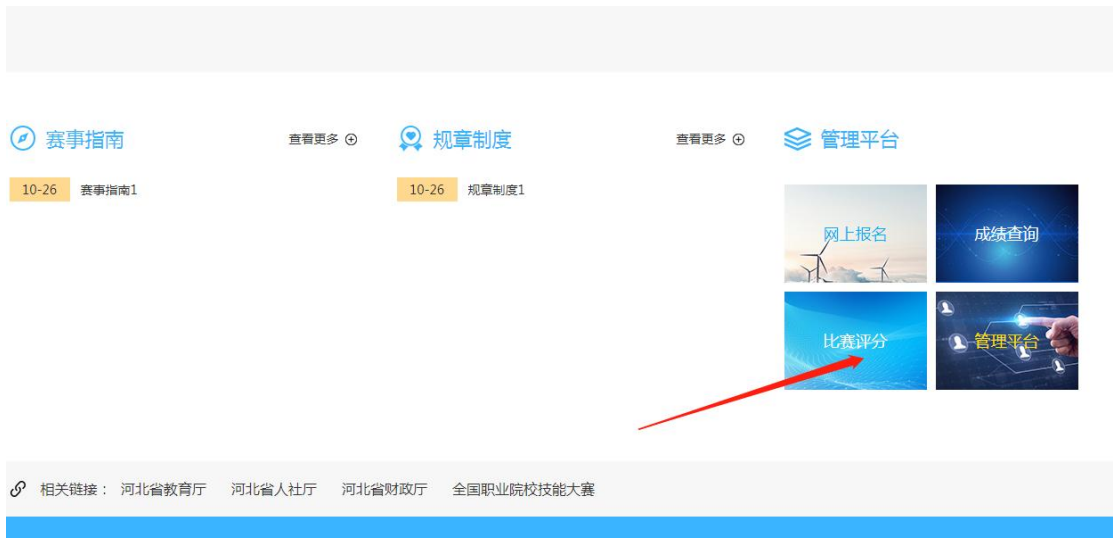 赛事指南
查看更多
10-26 赛事指南1
规章制度
查看更多
10-26 规章制度1
管理平台
网上报名
成绩查询
比赛评分
管理平台
相关链接： 河北省教育厅 河北省人社厅 河北省财政厅 全国职业院校技能大赛